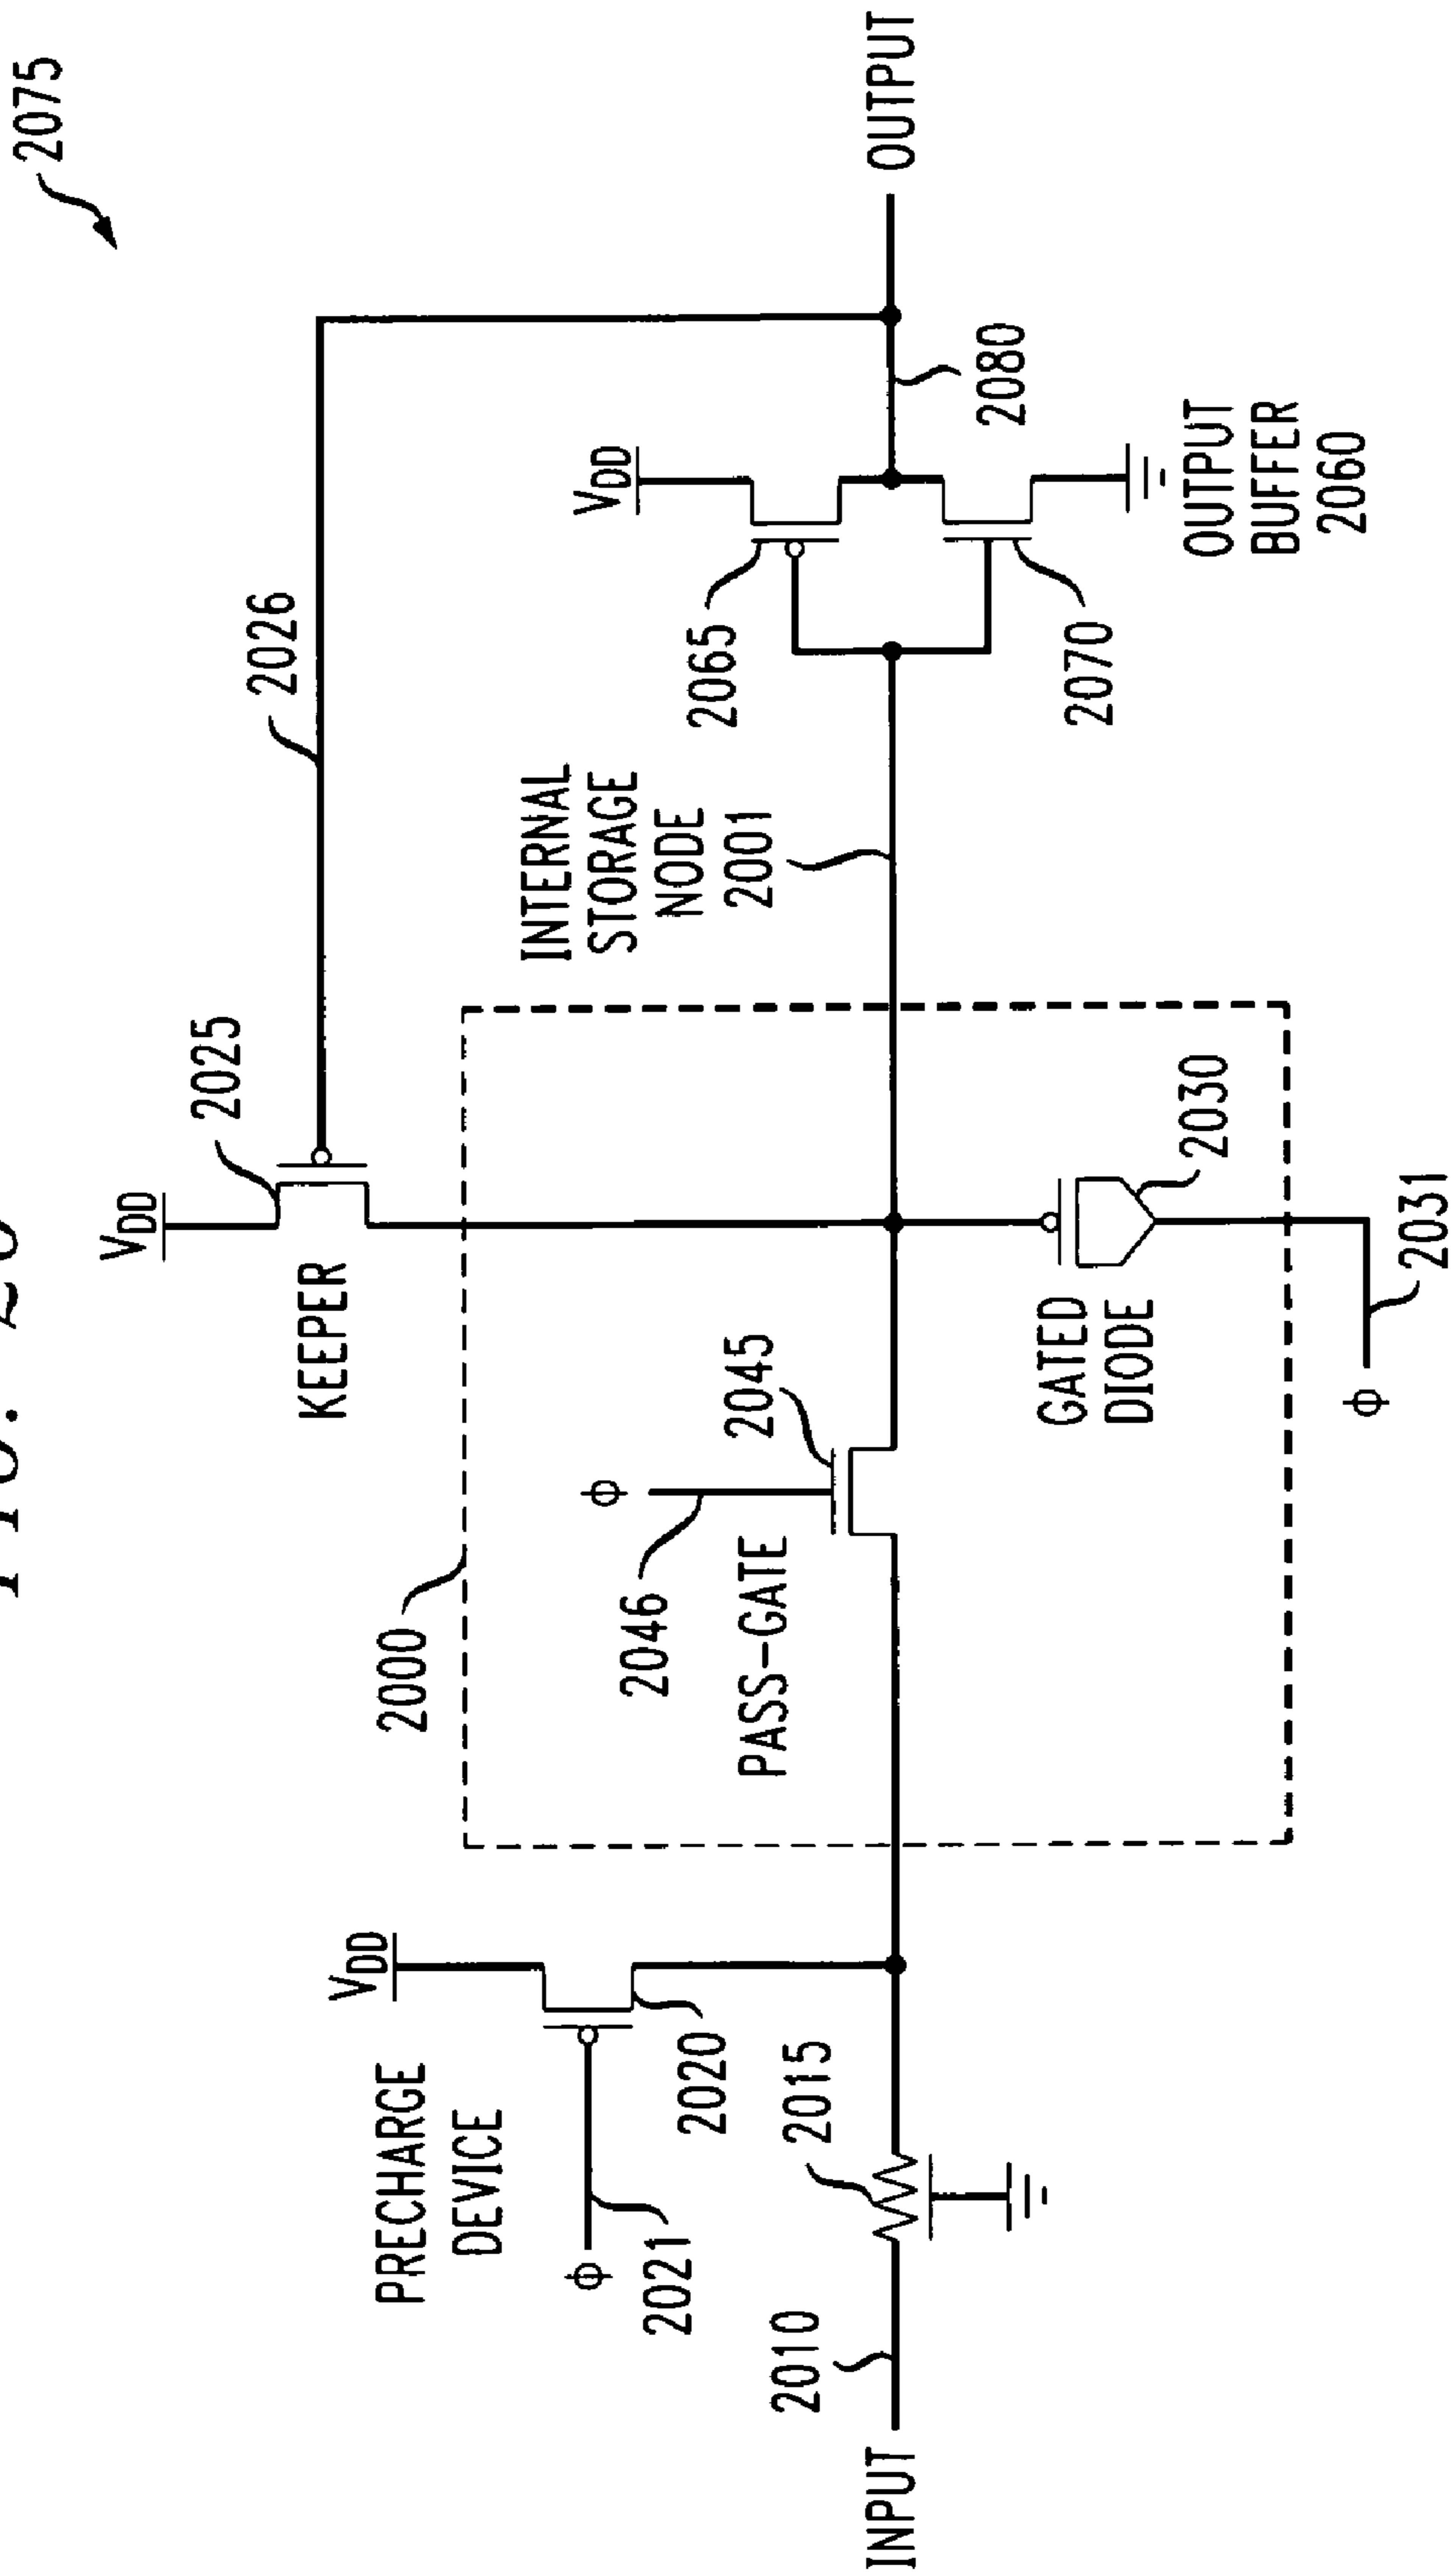 2075
V_DD
PRECHARGE
DEVICE
ϕ
2021
2020
INPUT
2010
2015
2000
ϕ
2046
PASS-GATE
2045
V_DD
2025
KEEPER
2026
GATED
DIODE
2030
ϕ
2031
INTERNAL
STORAGE
NODE
2001
V_DD
2065
2070
2080
OUTPUT
BUFFER
2060
OUTPUT